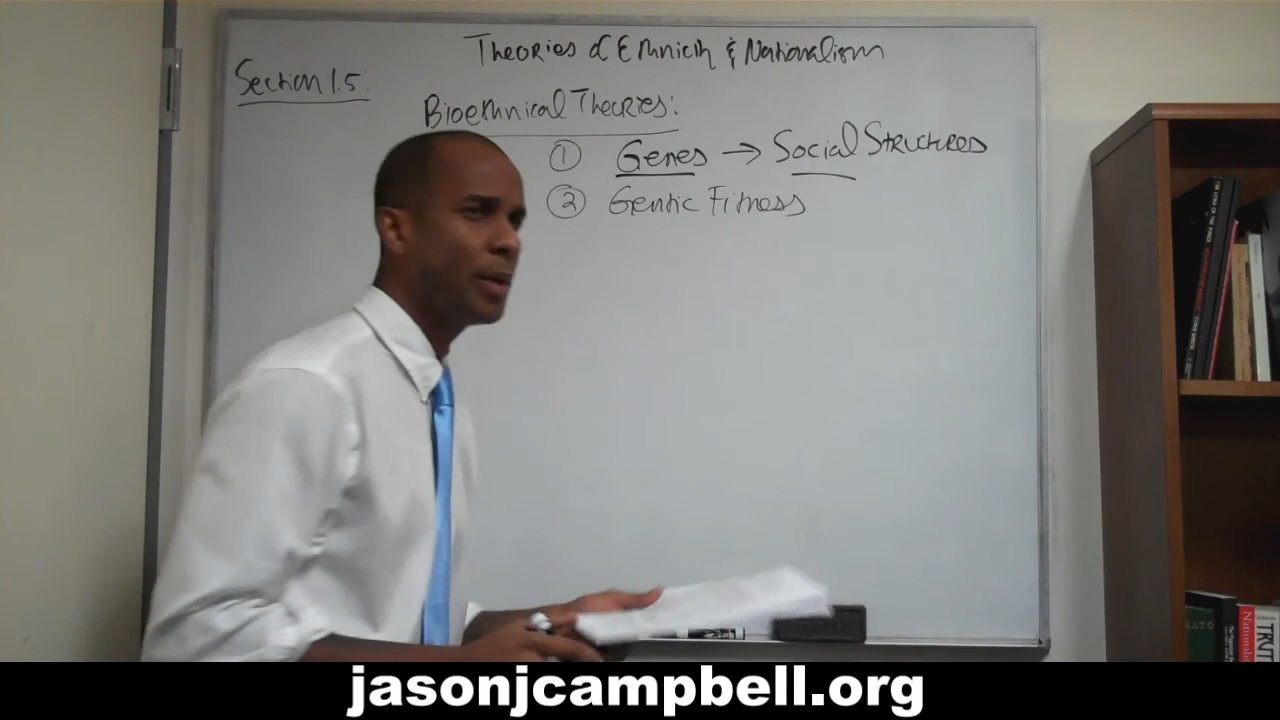 Theories of Ethnicity & Nationalism
Section 1.5:
Bioethnical Theories:
① Genes → Social Structures
② Genetic Fitness
jasonjcampbell.org